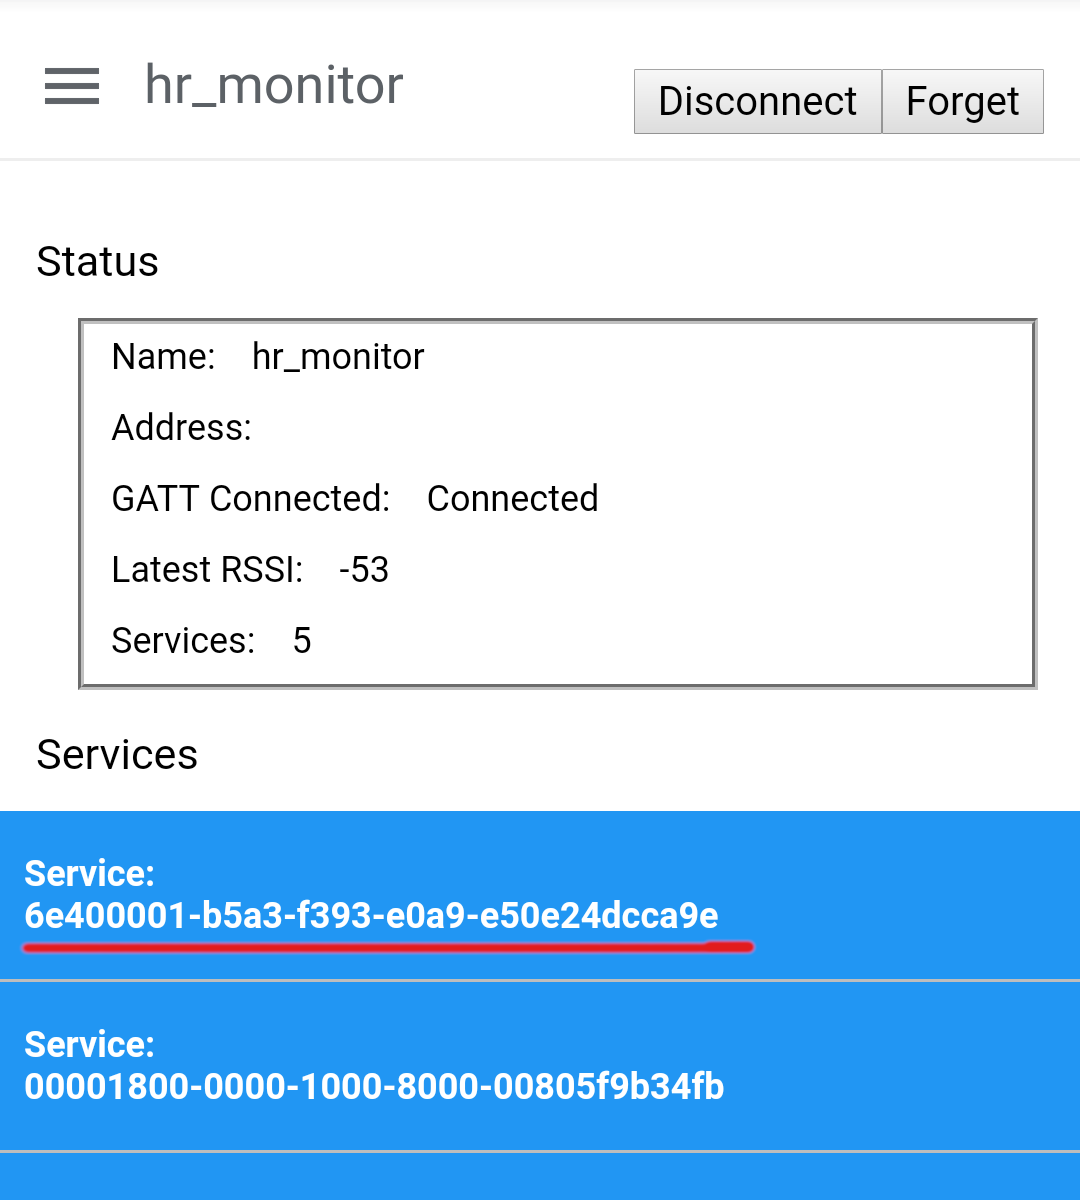 hr_monitor
Disconnect Forget
Status
Name: hr_monitor
Address:
GATT Connected: Connected
Latest RSSI: -53
Services: 5
Services
Service:
6e400001-b5a3-f393-e0a9-e50e24dcca9e
Service:
00001800-0000-1000-8000-00805f9b34fb